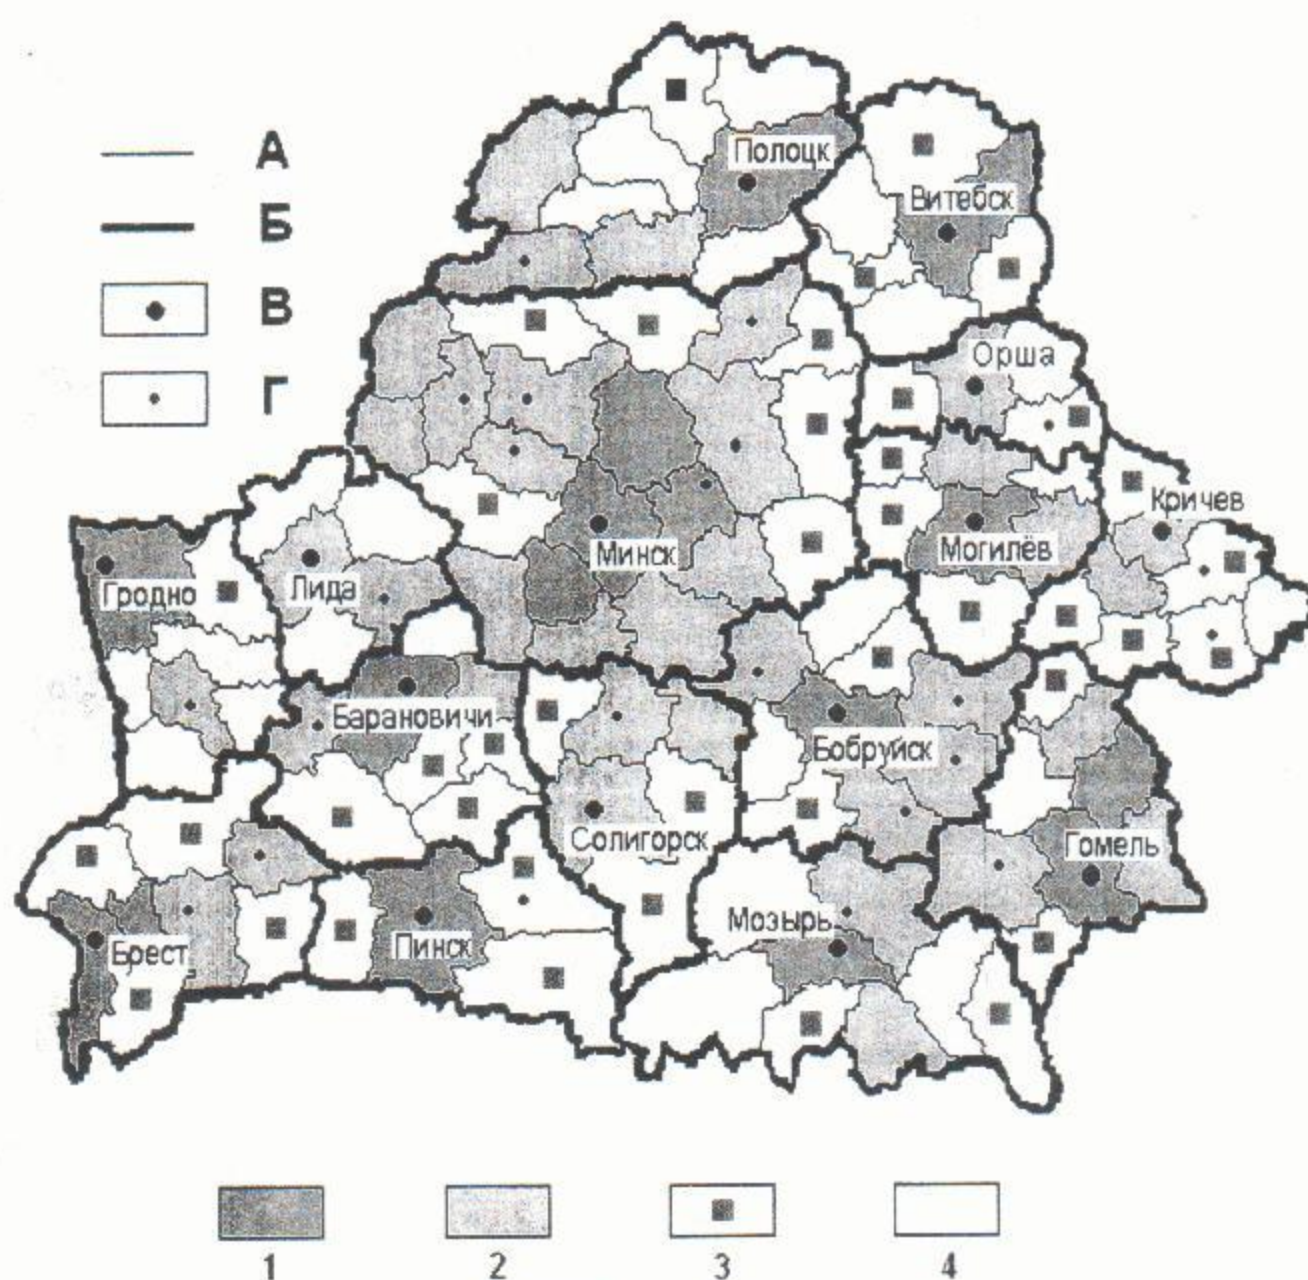 Полоцк
А
Витебск
Б
В
Орша
Г
Кричев
Минск
Могилёв
Гродно
Лида
Барановичи
Бобруйск
Солигорск
Гомель
Мозырь
Брест
Пинск
1 2 3 4